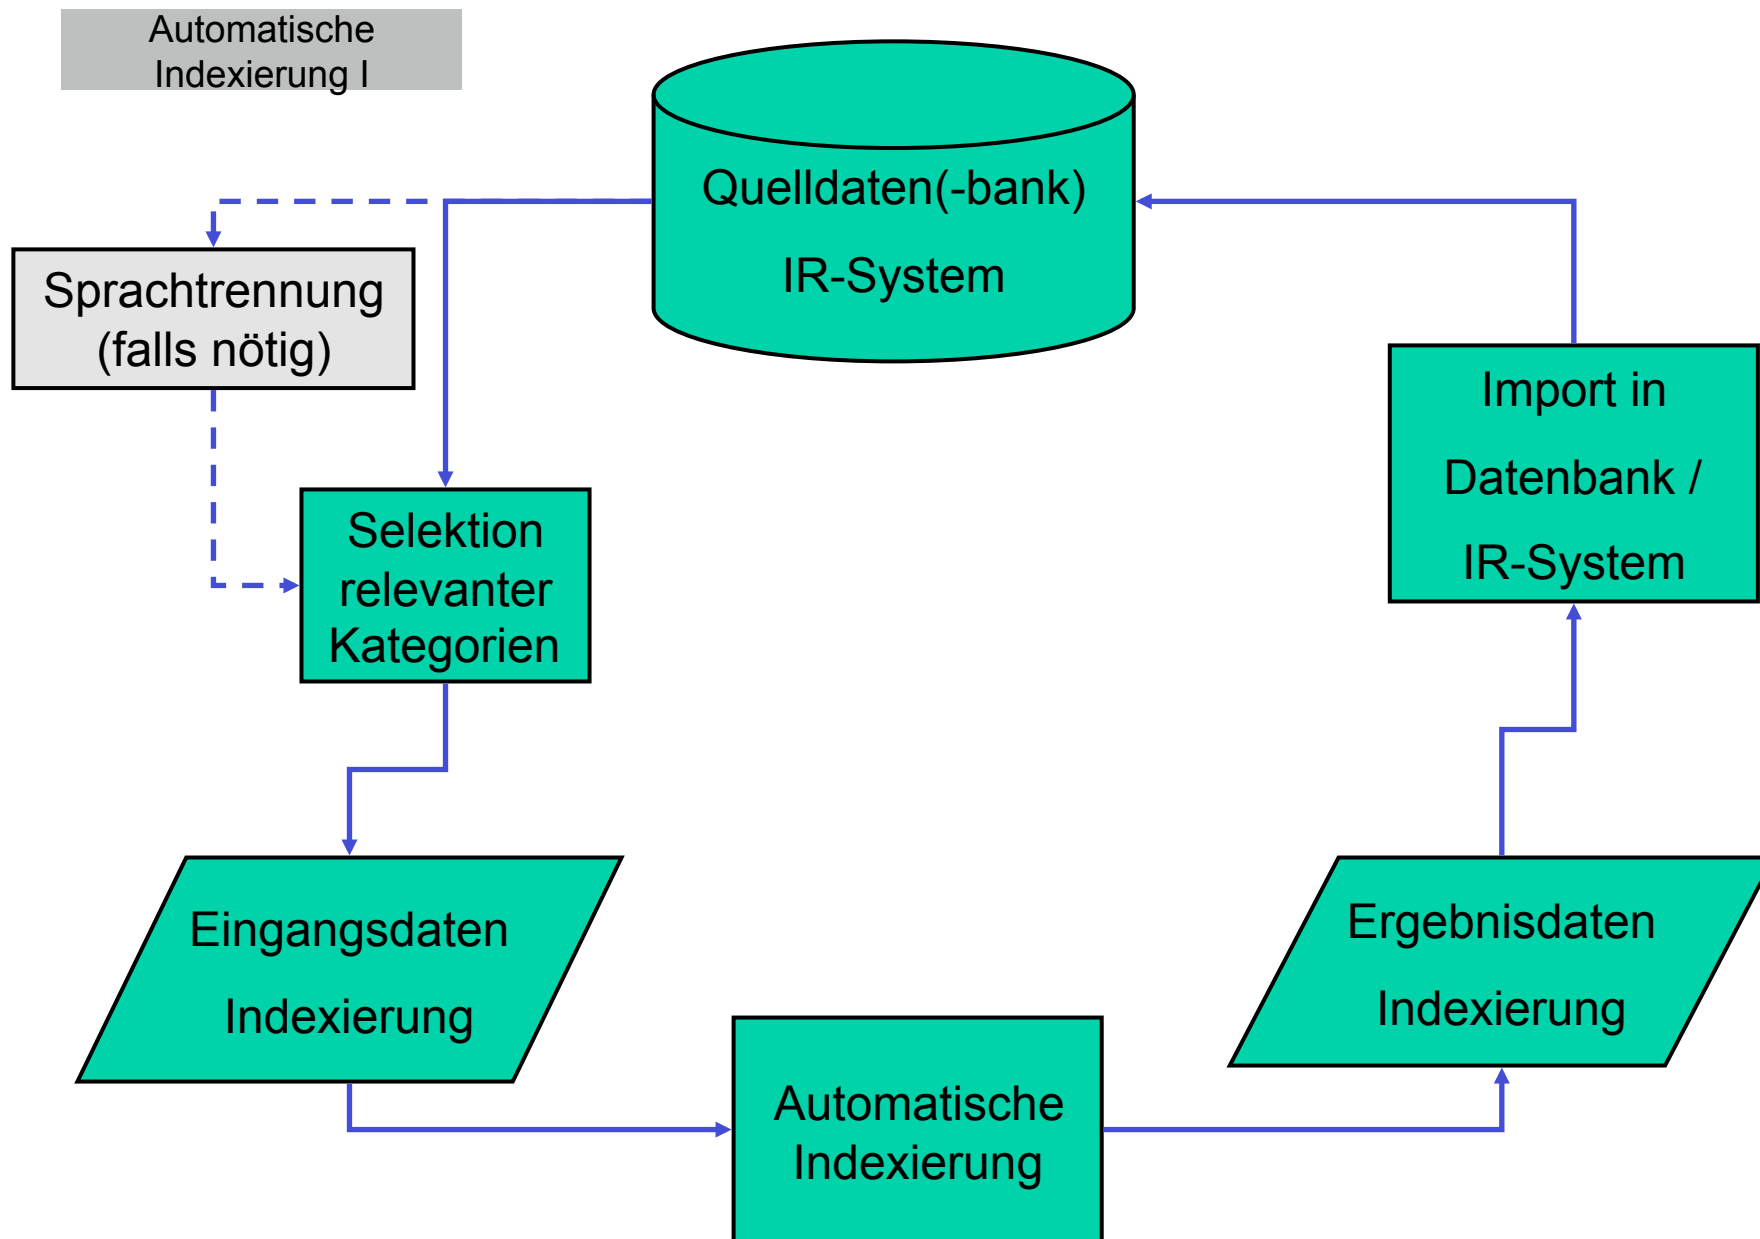 Automatische
Indexierung I
Quelldaten(-bank)
IR-System
Sprachtrennung
(falls nötig)
Selektion
relevanter
Kategorien
Import in
Datenbank /
IR-System
Eingangsdaten
Indexierung
Automatische
Indexierung
Ergebnisdaten
Indexierung